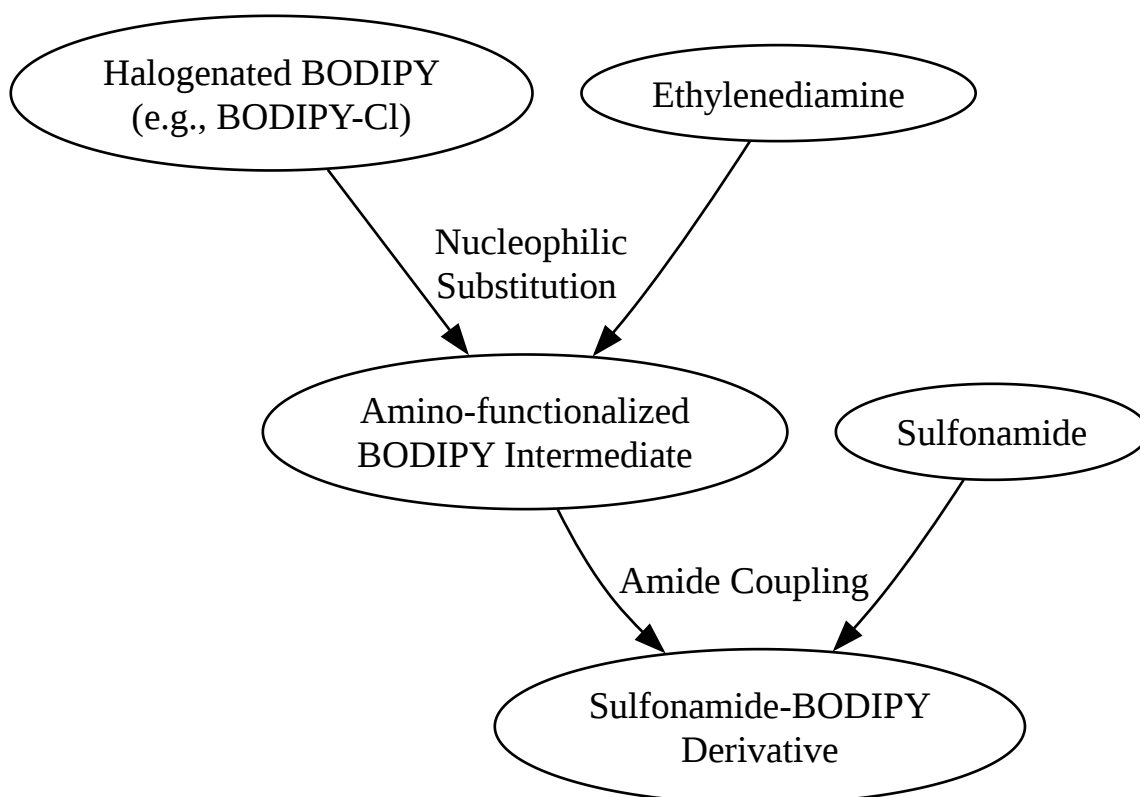 Halogenated BODIPY
(e.g., BODIPY-Cl)
Ethylenediamine
Nucleophilic
Substitution
Amino-functionalized
BODIPY Intermediate
Sulfonamide
Amide Coupling
Sulfonamide-BODIPY
Derivative